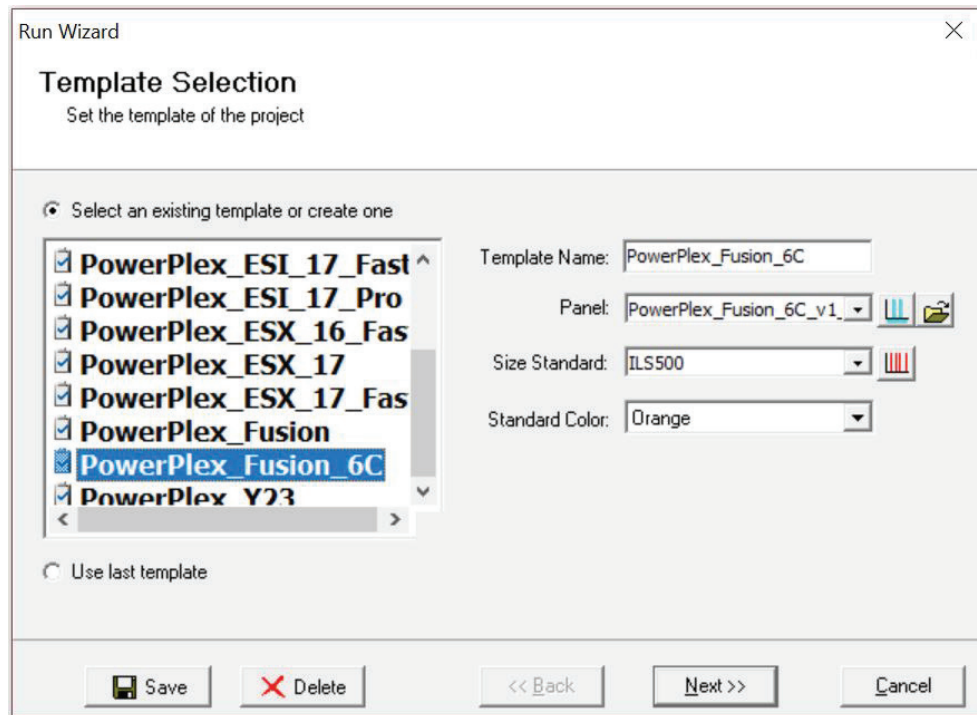 Run Wizard
Template Selection
Set the template of the project
Select an existing template or create one
PowerPlex_ESI_17_Fast
PowerPlex_ESI_17_Pro
PowerPlex_ESX_16_Fas
PowerPlex_ESX_17
PowerPlex_ESX_17_Fas
PowerPlex_Fusion
PowerPlex_Fusion_6C
PowerPlex_Y23
Template Name: PowerPlex_Fusion_6C
Panel: PowerPlex_Fusion_6C_v1_
Size Standard: ILS500
Standard Color: Orange
Use last template
Save Delete << Back Next >> Cancel